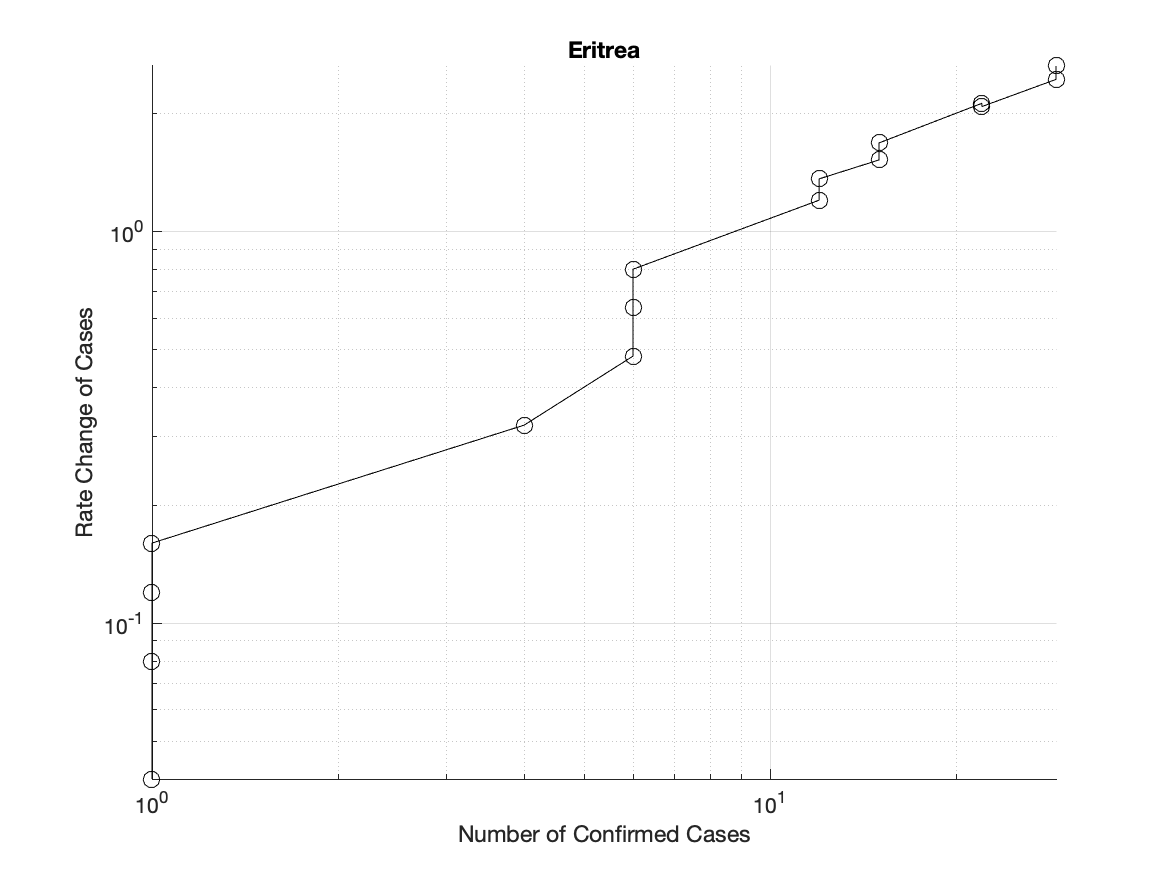 Eritrea
Rate Change of Cases
10^0
10^-1
10^0
10^1
Number of Confirmed Cases